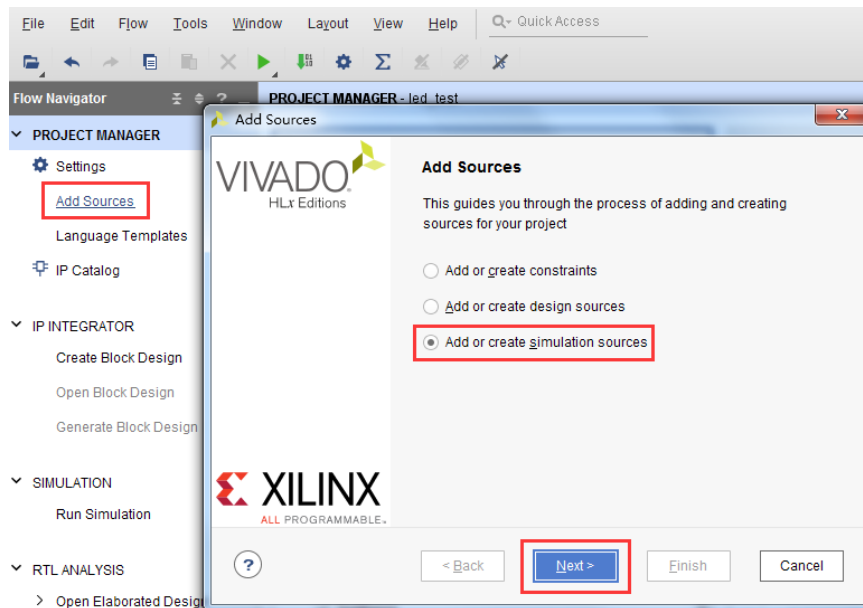 File Edit Flow Tools Window Layout View Help Quick Access
Flow Navigator ? PROJECT MANAGER - led_test
PROJECT MANAGER
Settings
Add Sources
Language Templates
IP Catalog
IP INTEGRATOR
Create Block Design
Open Block Design
Generate Block Design
SIMULATION
Run Simulation
RTL ANALYSIS
Open Elaborated Desig
Add Sources
VIVADO
HLx Editions
Add Sources
This guides you through the process of adding and creating
sources for your project
Add or create constraints
Add or create design sources
Add or create simulation sources
XILINX
ALL PROGRAMMABLE
? < Back Next > Finish Cancel